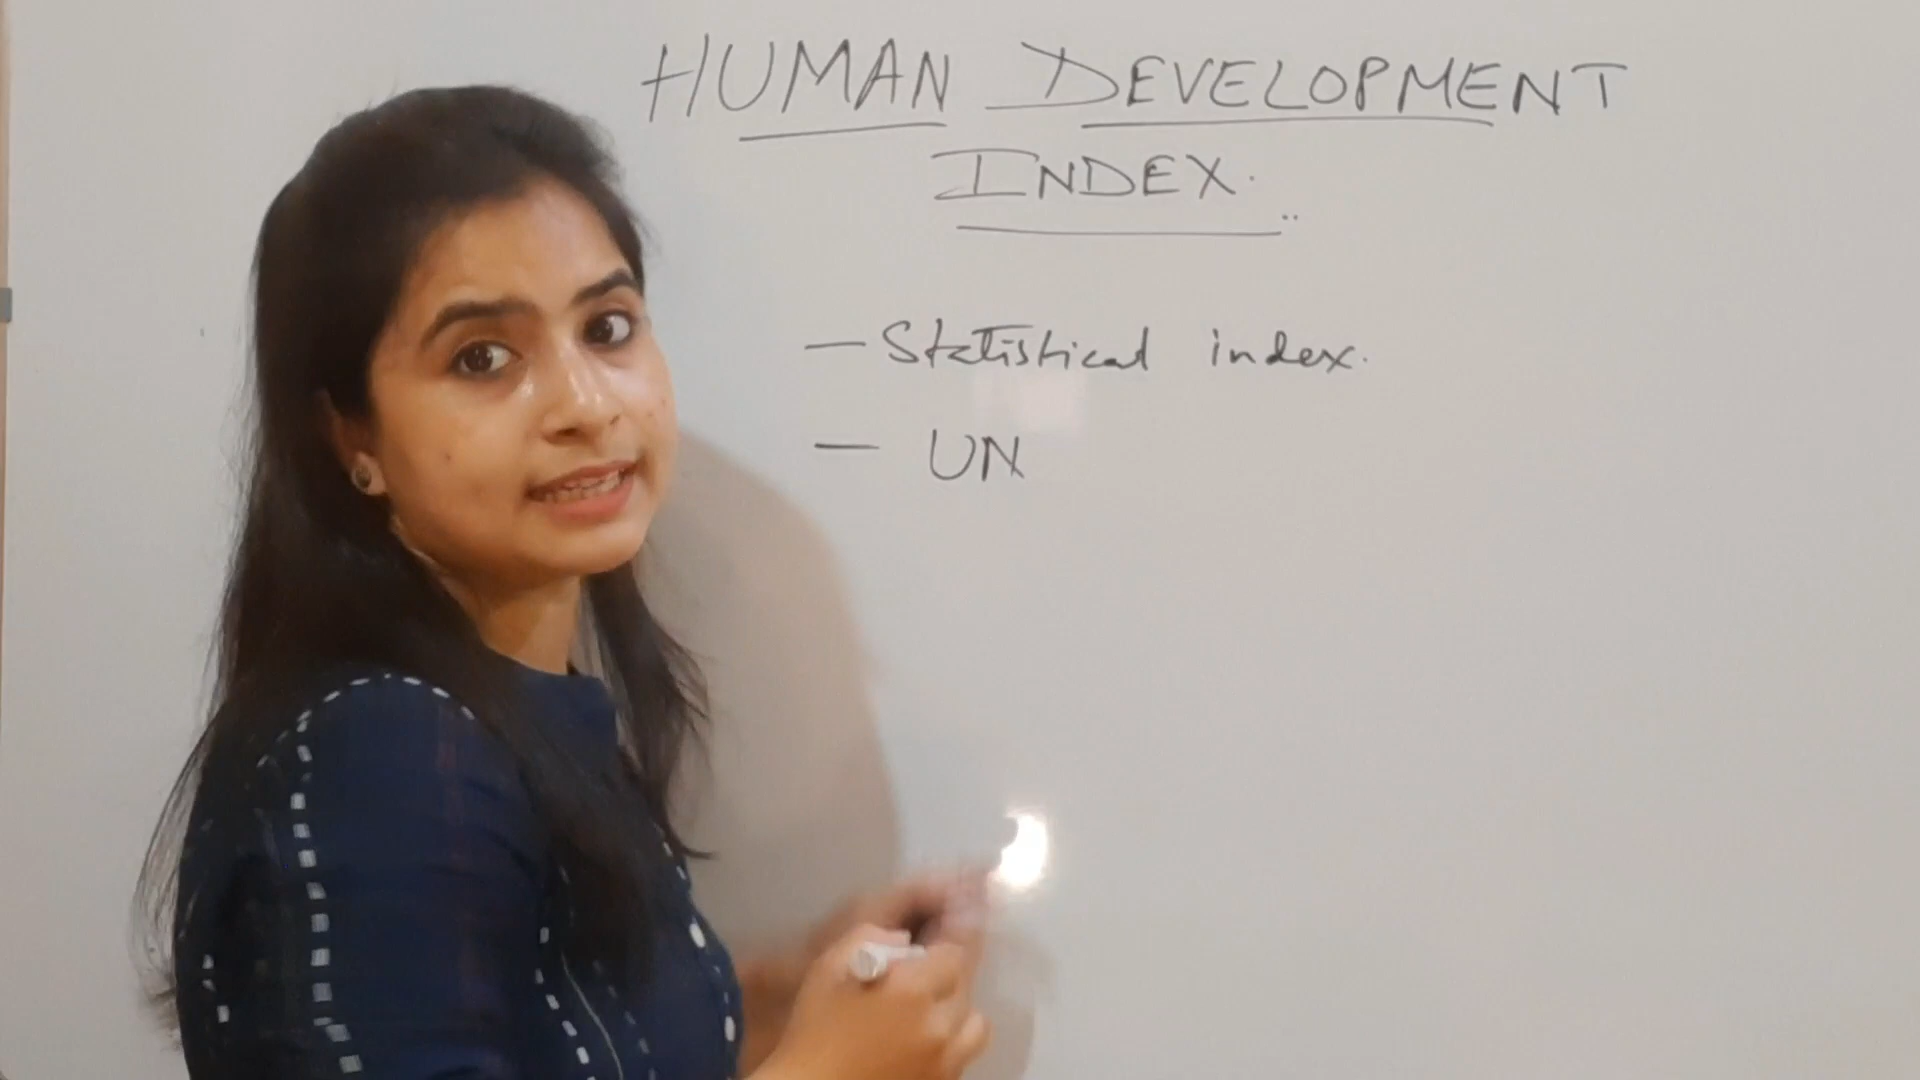 HUMAN DEVELOPMENT
INDEX.
- Statistical index.
- UN